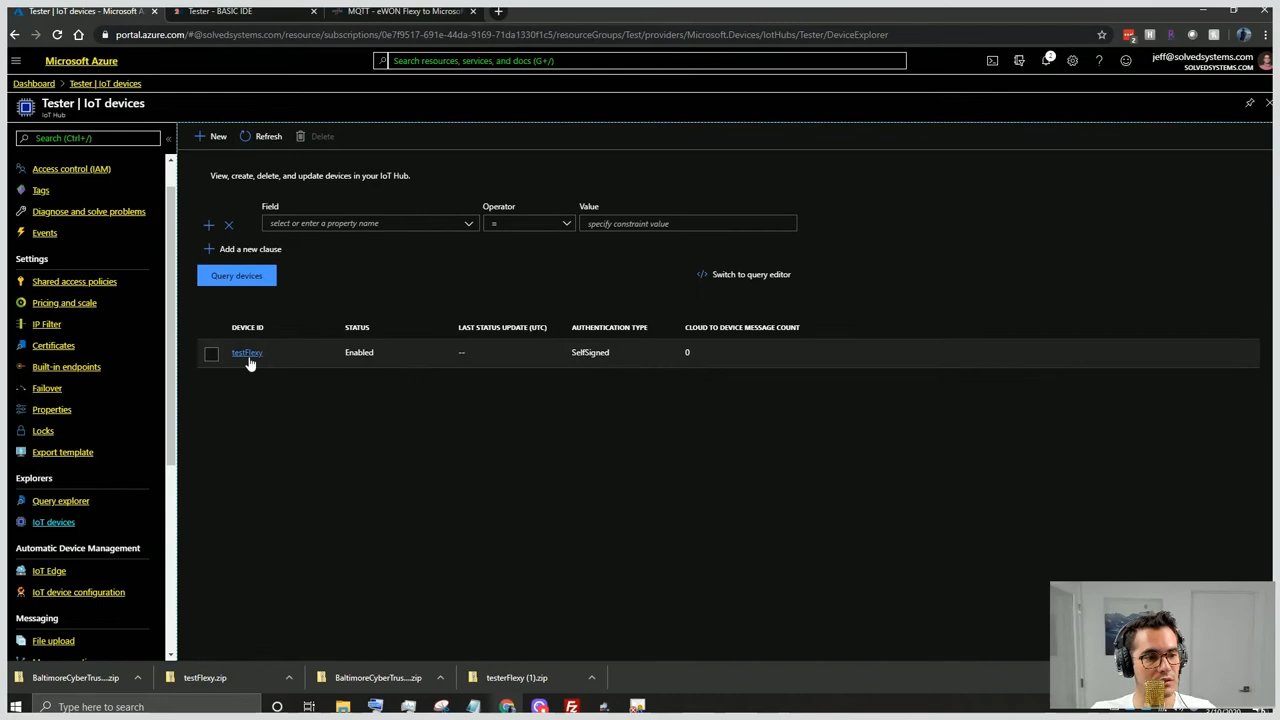 Tester | IoT devices - Microsoft A
Tester - BASIC IDE
MQTT - eWON Flexy to Microsof
portal.azure.com/#@solvedsystems.com/resource/subscriptions/0e7f9517-691e-44da-9169-71da1330f1c5/resourceGroups/Test/providers/Microsoft.Devices/IotHubs/Tester/DeviceExplorer
Microsoft Azure
Search resources, services, and docs (G+/)
2
jeff@solvedsystems.com
SOLVEDSYSTEMS.COM
Dashboard > Tester | IoT devices
Tester | IoT devices
IoT Hub
Search (Ctrl+/)
Access control (IAM)
Tags
Diagnose and solve problems
Events
Settings
Shared access policies
Pricing and scale
IP Filter
Certificates
Built-in endpoints
Failover
Properties
Locks
Export template
Explorers
Query explorer
IoT devices
Automatic Device Management
IoT Edge
IoT device configuration
Messaging
File upload
New
Refresh
Delete
View, create, delete, and update devices in your IoT Hub.
Field
Operator
Value
select or enter a property name
=
specify constraint value
Add a new clause
Query devices
Switch to query editor
DEVICE ID
STATUS
LAST STATUS UPDATE (UTC)
AUTHENTICATION TYPE
CLOUD TO DEVICE MESSAGE COUNT
testFlexy
Enabled
--
SelfSigned
0
BaltimoreCyberTrus....zip
testFlexy.zip
BaltimoreCyberTrus....zip
testerFlexy (1).zip
Type here to search